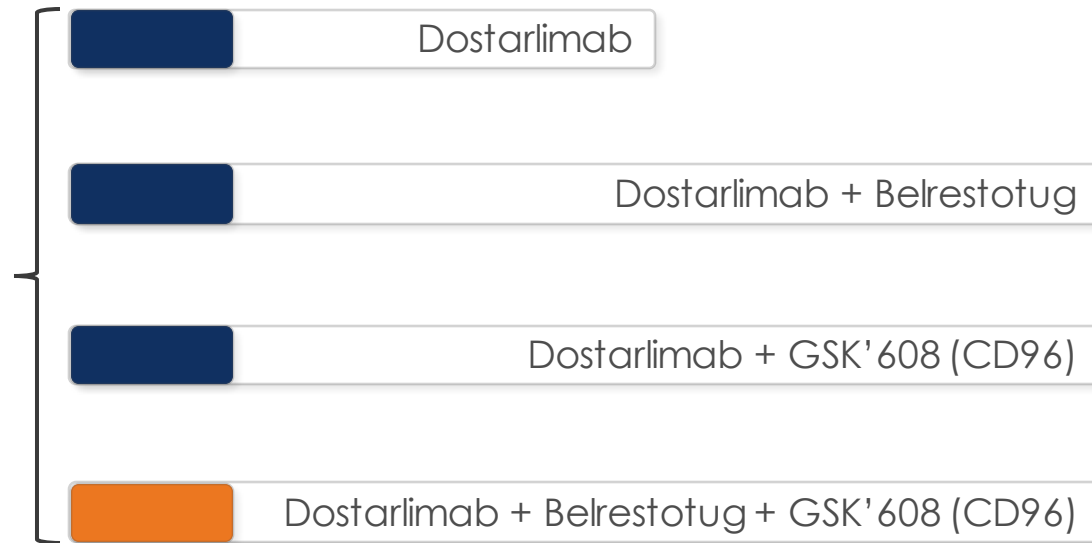 Dostarlimab
Dostarlimab + Belrestotug
Dostarlimab + GSK’608 (CD96)
Dostarlimab + Belrestotug + GSK’608 (CD96)